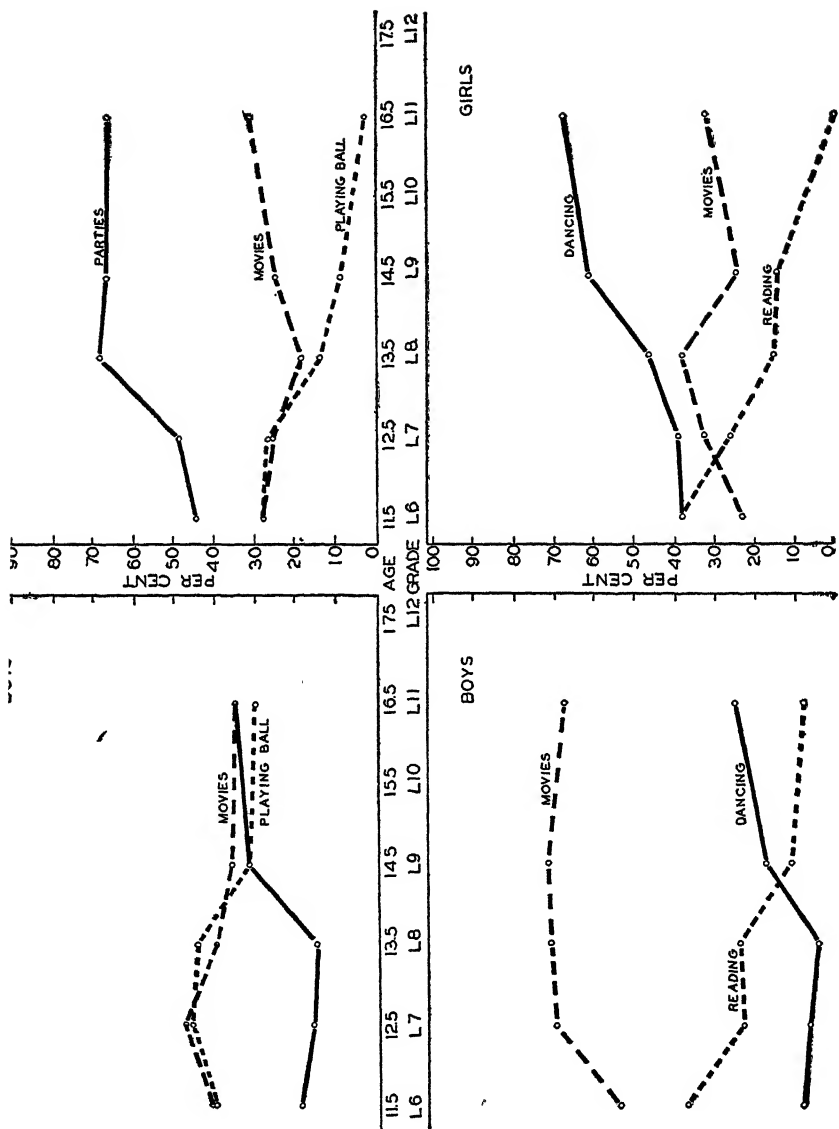 90
80
70
60
50
40
30
20
10
0
PER CENT
MOVIES
PLAYING BALL
PARTIES
MOVIES
PLAYING BALL
11.5 12.5 13.5 14.5 15.5 16.5 17.5 AGE 11.5 12.5 13.5 14.5 15.5 16.5 17.5
L6 L7 L8 L9 L10 L11 L12 GRADE L6 L7 L8 L9 L10 L11 L12
100
90
80
70
60
50
40
30
20
10
0
PER CENT
BOYS
MOVIES
READING
DANCING
GIRLS
DANCING
MOVIES
READING